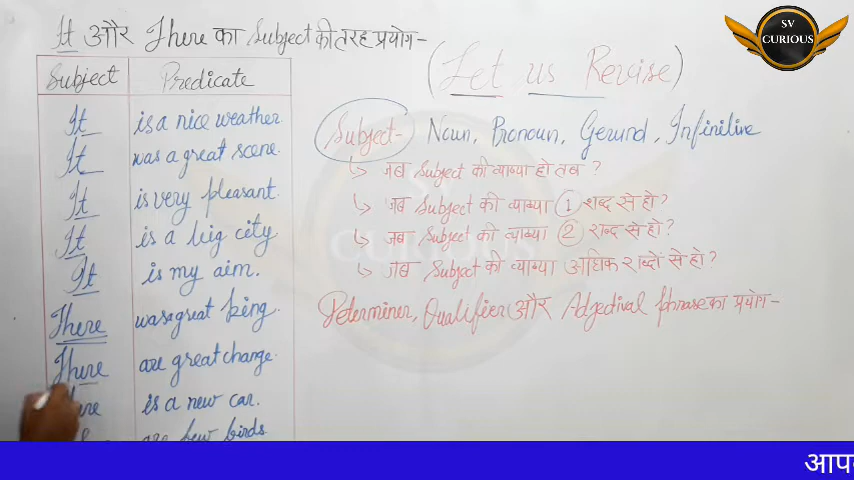 It और There का Subject की तरह प्रयोग-
SV
CURIOUS
(Let us Revise)
Subject Predicate
It is a nice weather.
It was a great scene.
It is very pleasant.
It is a big city.
It is my aim.
There was great king.
There are great change.
is a new car.
are few birds.
Subject- Noun, Pronoun, Gerund, Infinitive
↳ जब Subject की व्याख्या हो तब ?
↳ जब Subject की व्याख्या 1 शब्द से हो?
↳ जब Subject की व्याख्या 2 शब्द से हो?
↳ जब Subject की व्याख्या अधिक शब्दों से हो?
Determiner, Qualifier और Adjectival phrase का प्रयोग-